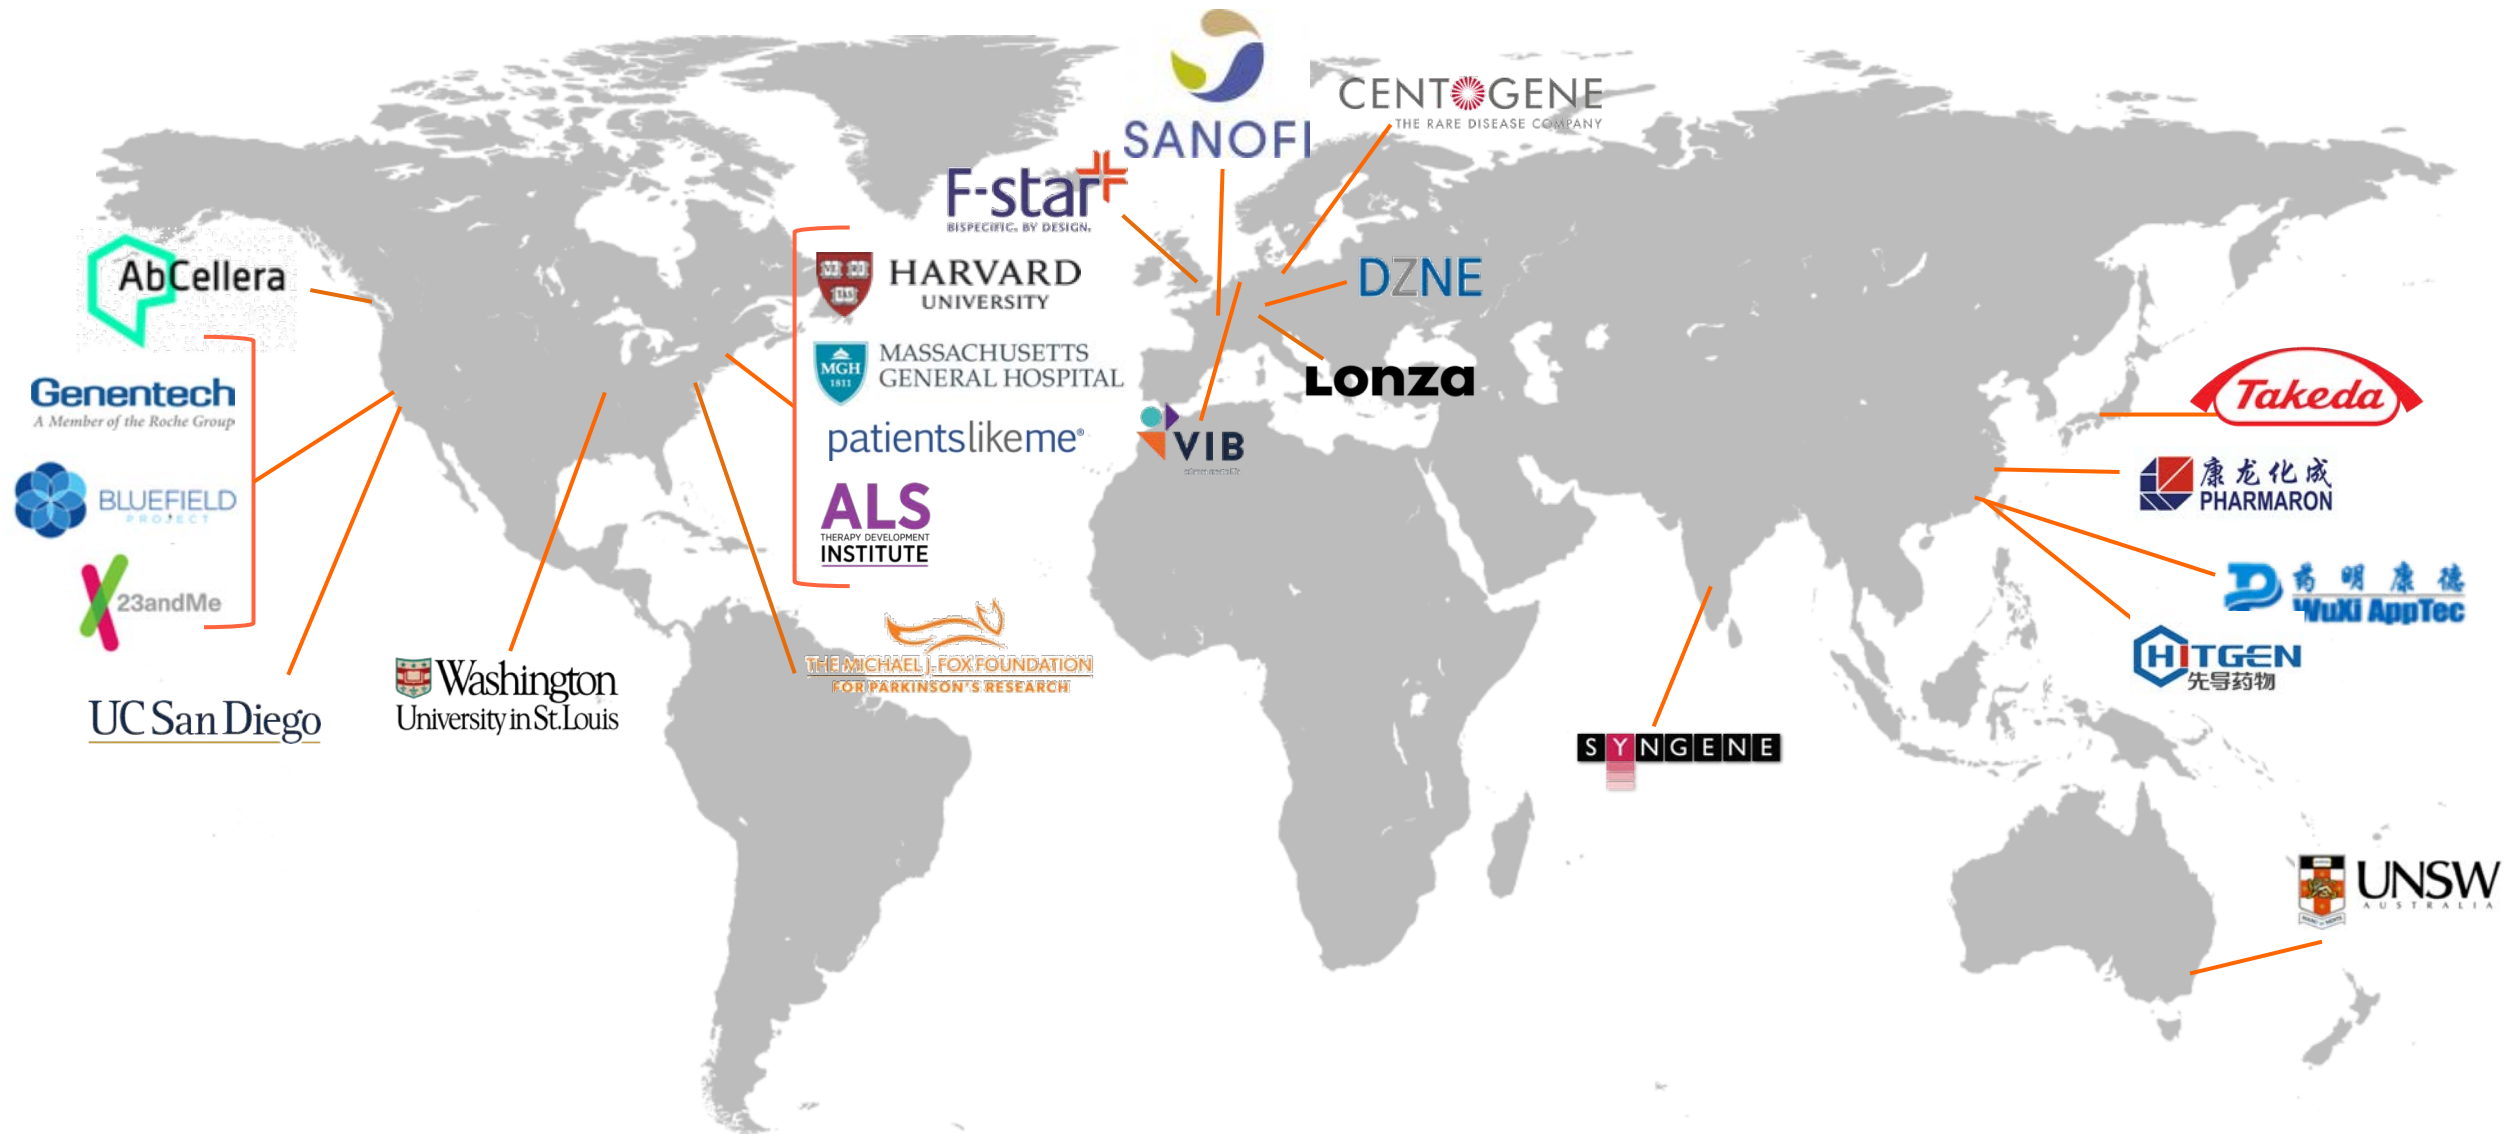 SANOFI
CENTOGENE
THE RARE DISEASE COMPANY
F-star
BISPECIFIC. BY DESIGN.
AbCellera
HARVARD
UNIVERSITY
DZNE
MGH
1811
MASSACHUSETTS
GENERAL HOSPITAL
Lonza
Genentech
A Member of the Roche Group
patientslikeme®
VIB
Takeda
BLUEFIELD
PROJECT
ALS
THERAPY DEVELOPMENT
INSTITUTE
康龙化成
PHARMARON
23andMe
药明康德
WuXi AppTec
THE MICHAEL J. FOX FOUNDATION
FOR PARKINSON'S RESEARCH
HITGEN
先导药物
UC San Diego
Washington
University in St. Louis
SYNGENE
UNSW
AUSTRALIA